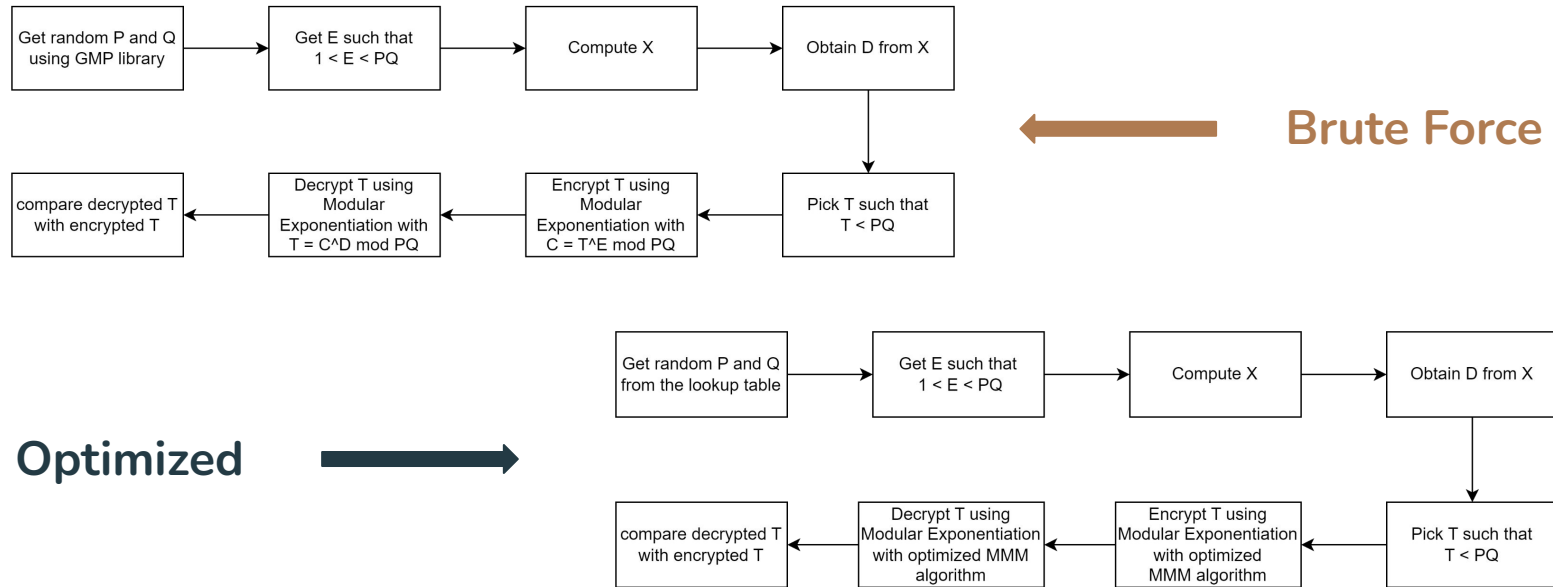 Get random P and Q
using GMP library
Get E such that
1 < E < PQ
Compute X
Obtain D from X
Brute Force
compare decrypted T
with encrypted T
Decrypt T using
Modular
Exponentiation with
T = C^D mod PQ
Encrypt T using
Modular
Exponentiation with
C = T^E mod PQ
Pick T such that
T < PQ
Get random P and Q
from the lookup table
Get E such that
1 < E < PQ
Compute X
Obtain D from X
Optimized
compare decrypted T
with encrypted T
Decrypt T using
Modular Exponentiation
with optimized MMM
algorithm
Encrypt T using
Modular Exponentiation
with optimized
MMM algorithm
Pick T such that
T < PQ